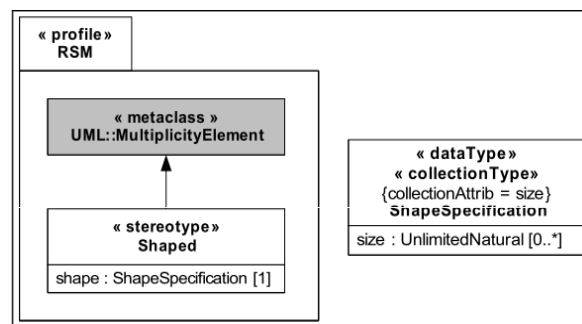 « profile»
RSM
« metaclass»
UML::MultiplicityElement
« stereotype»
Shaped
shape : ShapeSpecification [1]
« dataType»
« collectionType»
{collectionAttrib = size}
ShapeSpecification
size : UnlimitedNatural [0..*]